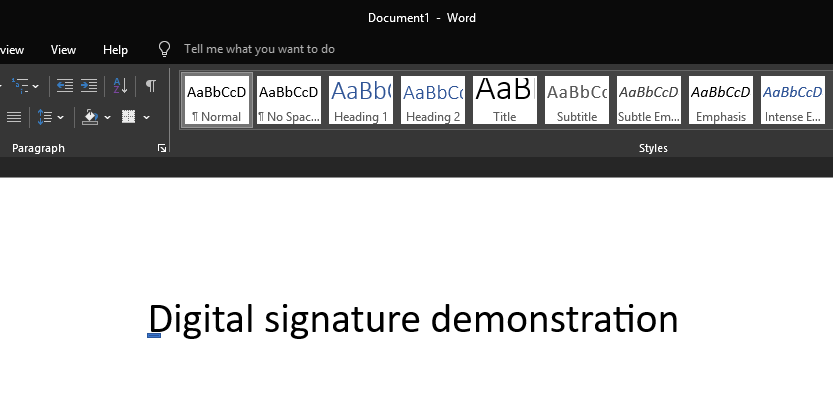 Document1 - Word
view View Help Tell me what you want to do
AaBbCcD AaBbCcD AaBbC AaBbCc AaB AaBbCc AaBbCcD AaBbCcD AaBbCcD
¶ Normal ¶ No Spac... Heading 1 Heading 2 Title Subtitle Subtle Em... Emphasis Intense E...
Paragraph Styles
Digital signature demonstration